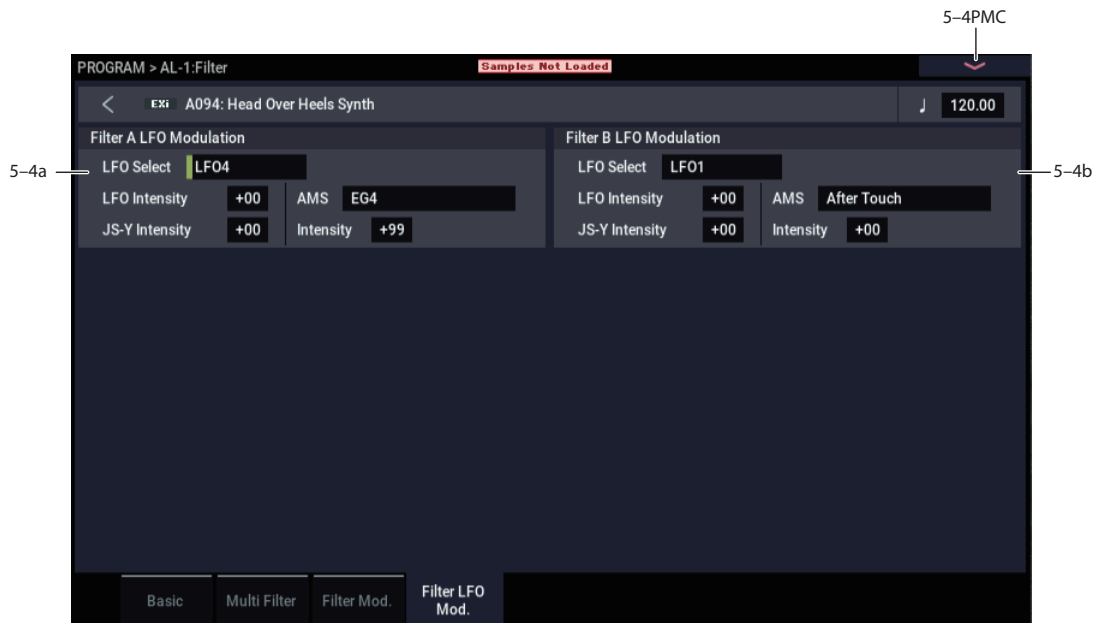 5–4PMC
PROGRAM > AL-1:Filter
Samples Not Loaded
EXi A094: Head Over Heels Synth
♩ 120.00
Filter A LFO Modulation
LFO Select LFO4
LFO Intensity +00 AMS EG4
JS-Y Intensity +00 Intensity +99
Filter B LFO Modulation
LFO Select LFO1
LFO Intensity +00 AMS After Touch
JS-Y Intensity +00 Intensity +00
5–4a
5–4b
Basic
Multi Filter
Filter Mod.
Filter LFO
Mod.